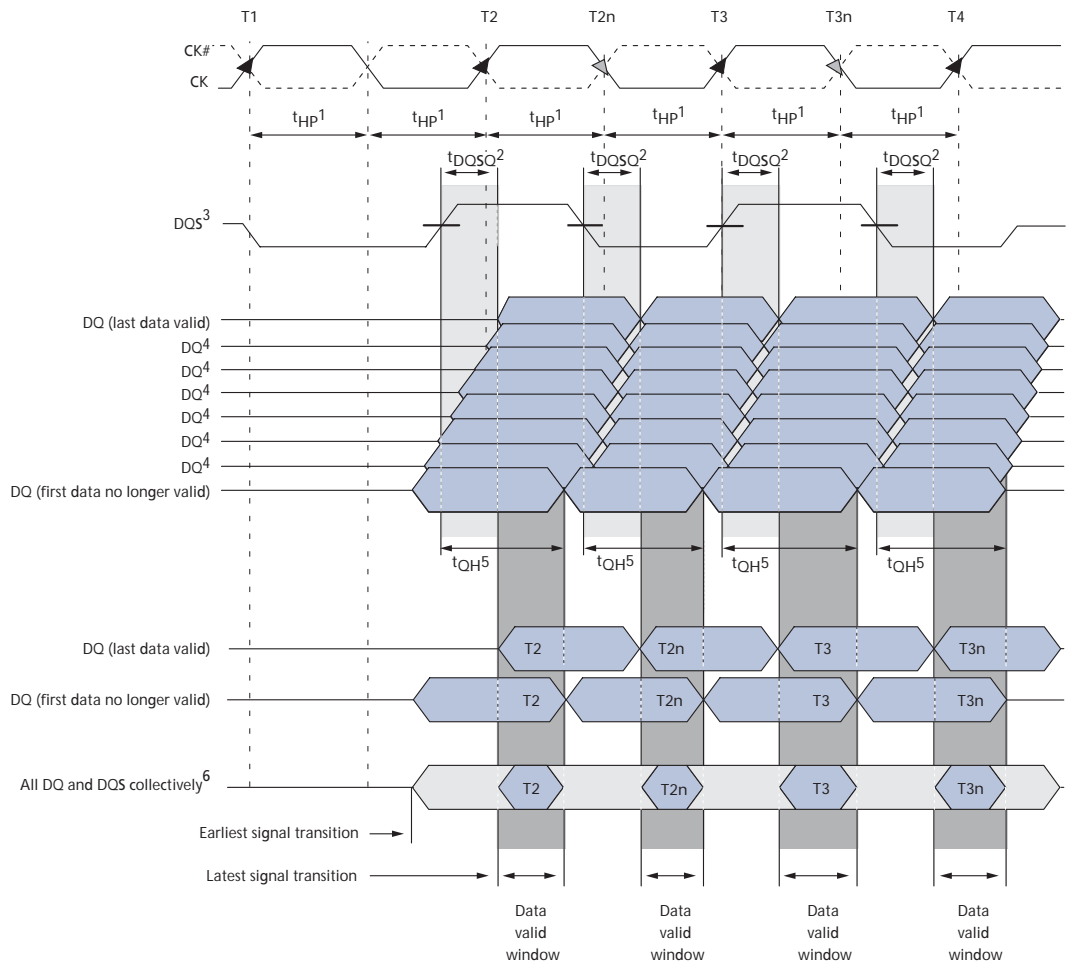 T1 T2 T2n T3 T3n T4
CK#
CK
tHP1 tHP1 tHP1 tHP1 tHP1 tHP1
tDQSQ2 tDQSQ2 tDQSQ2 tDQSQ2
DQS3
DQ (last data valid)
DQ4
DQ4
DQ4
DQ4
DQ4
DQ4
DQ (first data no longer valid)
tQH5 tQH5 tQH5 tQH5
DQ (last data valid) T2 T2n T3 T3n
DQ (first data no longer valid) T2 T2n T3 T3n
All DQ and DQS collectively6 T2 T2n T3 T3n
Earliest signal transition
Latest signal transition
Data Data Data Data
valid valid valid valid
window window window window